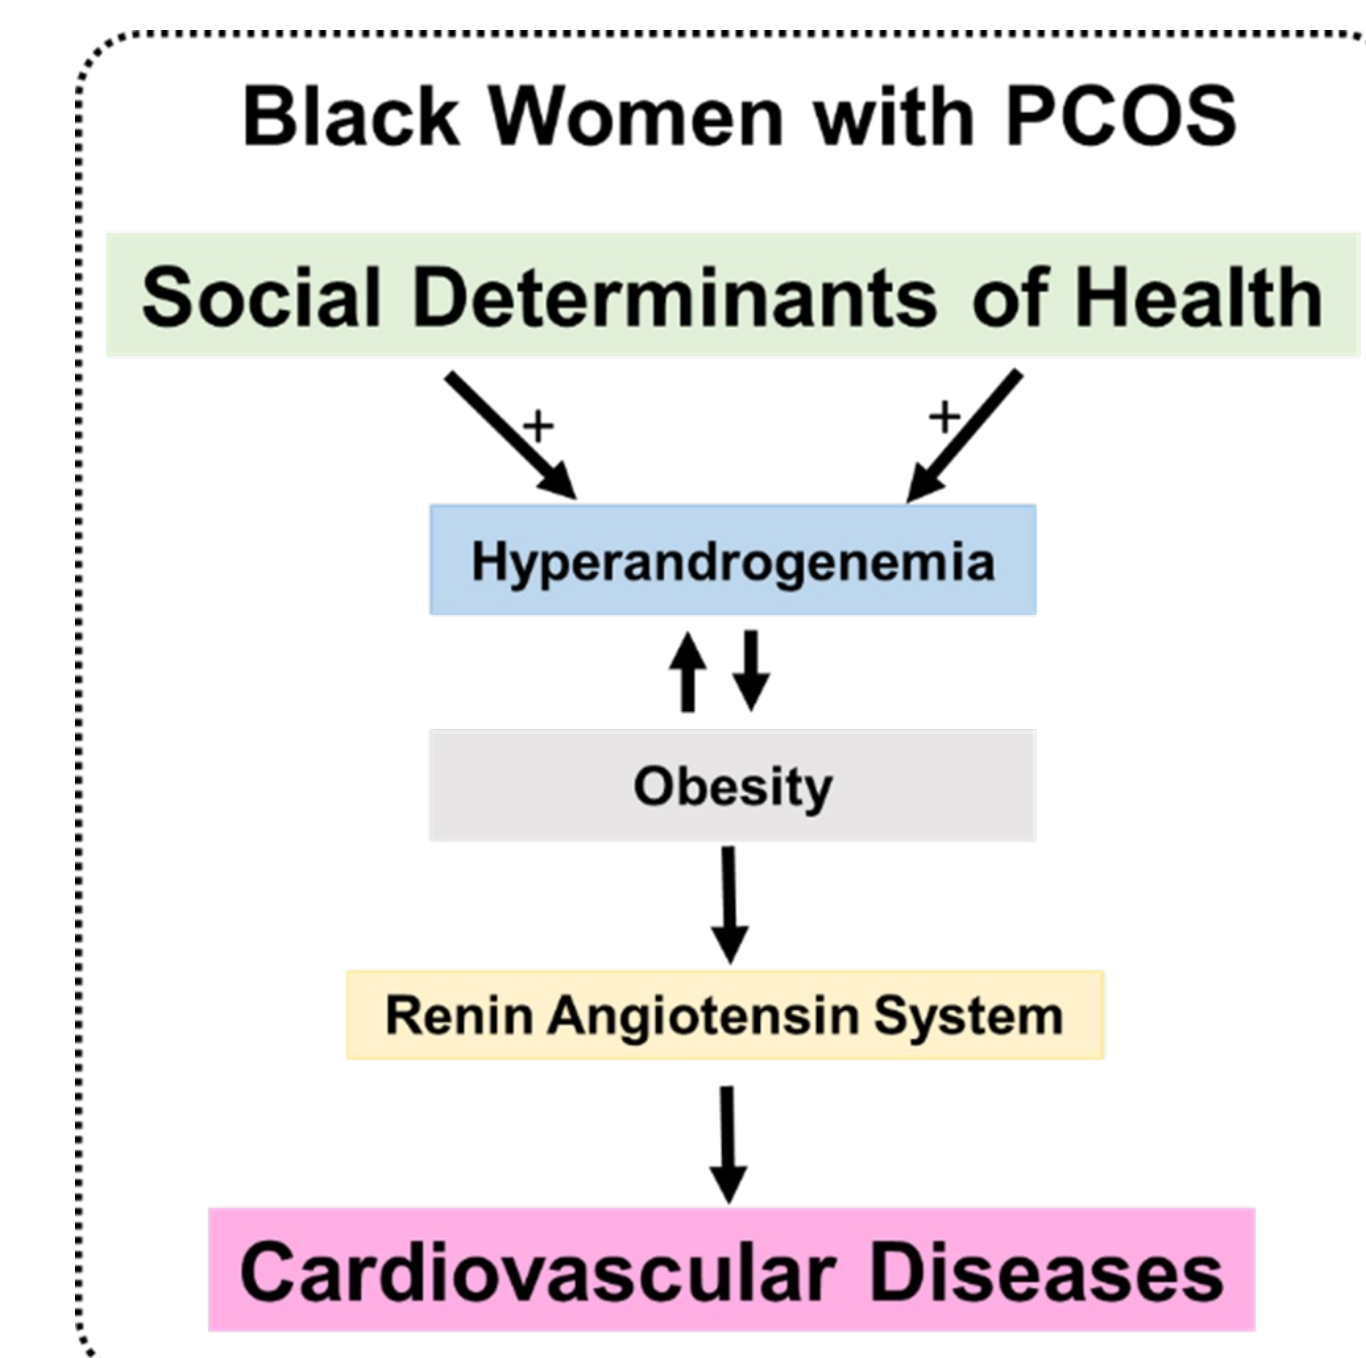 Black Women with PCOS
Social Determinants of Health
+
+
Hyperandrogenemia
Obesity
Renin Angiotensin System
Cardiovascular Diseases